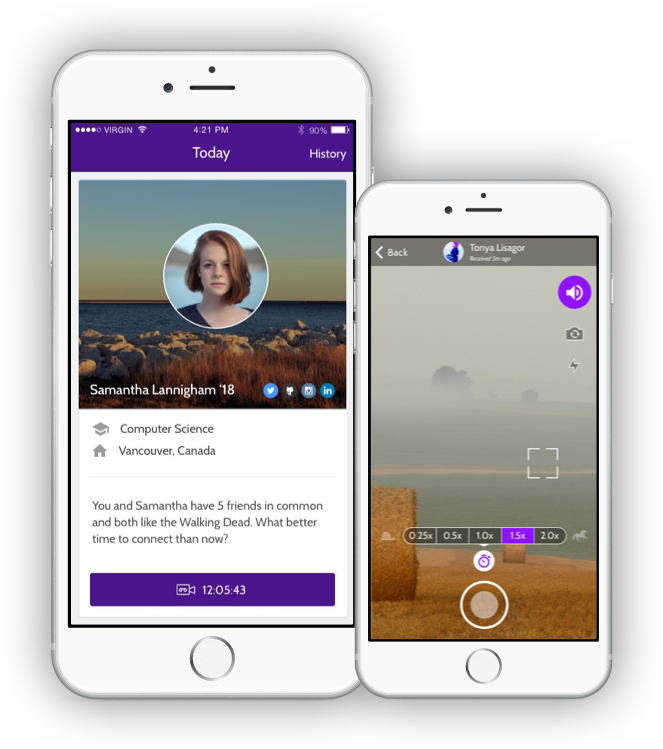 VIRGIN 4:21 PM 90%
Today History
Samantha Lannigham '18
in
Computer Science
Vancouver, Canada
You and Samantha have 5 friends in common
and both like the Walking Dead. What better
time to connect than now?
12:05:43
Back Tonya Lisagor
Received 5m ago
0.25x 0.5x 1.0x 1.5x 2.0x